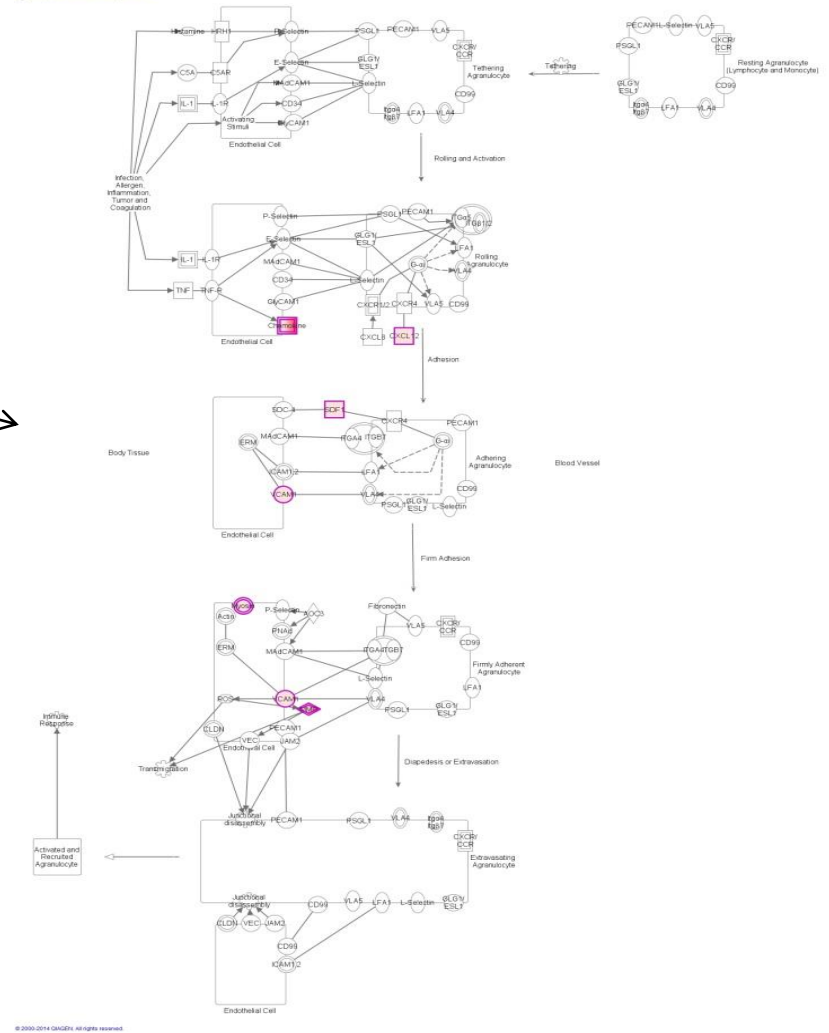 Histamine HRH1 P-Selectin PSGL1 PECAM1 VLA5
CXCR/
CCR
C5A C5AR E-Selectin GLG1/
ESL1
Tethering
Agranulocyte
IL-1 IL-1R MAdCAM1 L-Selectin
CD34 CD99
Activating
Stimuli
GlyCAM1 Itga4
Itgβ7
LFA1 VLA4
Endothelial Cell
Tethering
PECAM1 L-Selectin VLA5
PSGL1 CXCR/
CCR
Resting Agranulocyte
(Lymphocyte and Monocyte)
GLG1/
ESL1
CD99
Itga4
Itgβ7
LFA1 VLA4
Rolling and Activation
Infection,
Allergen,
Inflammation,
Tumor and
Coagulation
P-Selectin PSGL1 PECAM1 ITGα5 ITGβ1/2
E-Selectin GLG1/
ESL1
LFA1
IL-1 IL-1R MAdCAM1 G-αi Rolling
Agranulocyte
VLA4
CD34 L-Selectin
TNF TNF-R
GlyCAM1 CXCR1/2 CXCR4 VLA5 CD99
Chemokine
CXCL8 CXCL12
Endothelial Cell
Adhesion
SDC-4 SDF1 CXCR4 PECAM1
ERM MAdCAM1 ITGA4 ITGB7 G-αi
Body Tissue
Adhering
Agranulocyte
Blood Vessel
ICAM1/2 LFA1
VCAM1 VLA4 CD99
PSGL1 GLG1/
ESL1
L-Selectin
Endothelial Cell
Firm Adhesion
Myosin P-Selectin AOC3 Fibronectin
Actin PNAd VLA5 CXCR/
CCR
ERM MAdCAM1 ITGA4 ITGB7 CD99
Firmly Adherent
Agranulocyte
L-Selectin
LFA1
ROS VCAM1 VLA4
PSGL1 GLG1/
ESL1
Immune
Response
CLDN PECAM1
VEC JAM2
Endothelial Cell
Transmigration
Diapedesis or Extravasation
Junctional
disassembly
PECAM1 PSGL1 VLA4 Itga4
Itgβ7
CXCR/
CCR
Activated and
Recruited
Agranulocyte
Extravasating
Agranulocyte
Junctional
disassembly
CD99 VLA5 LFA1 L-Selectin GLG1/
ESL1
CLDN VEC JAM2
CD99
ICAM1/2
Endothelial Cell
© 2000-2014 QIAGEN. All rights reserved.